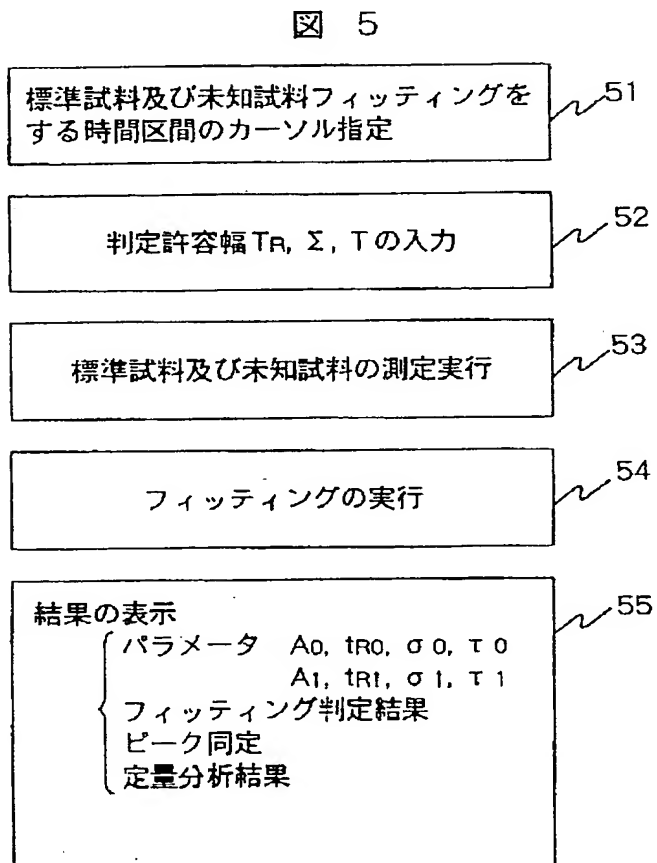 図 5
標準試料及び未知試料フィッティングを
する時間区間のカーソル指定
51
判定許容幅TR, Σ, Tの入力
52
標準試料及び未知試料の測定実行
53
フィッティングの実行
54
結果の表示
55
パラメータ A0, tR0, σ0, τ0
A1, tR1, σ1, τ1
フィッティング判定結果
ピーク同定
定量分析結果